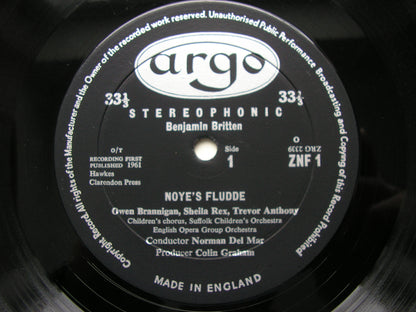 Copyright Record All rights of the Manufacturer and the Owner of the recorded work reserved. Unauthorised Public Performance Broadcasting and Copying of this Record Prohibited
argo
33⅓ 33⅓
STEREOPHONIC
Benjamin Britten
O/T
RECORDING FIRST
PUBLISHED 1961
Hawkes
Clarendon Press
Side
1
O
ZRG 5339
ZNF 1
NOYE'S FLUDDE
Owen Brannigan, Sheila Rex, Trevor Anthony
Children's chorus, Suffolk Children's Orchestra
English Opera Group Orchestra
Conductor Norman Del Mar
Producer Colin Graham
MADE IN ENGLAND